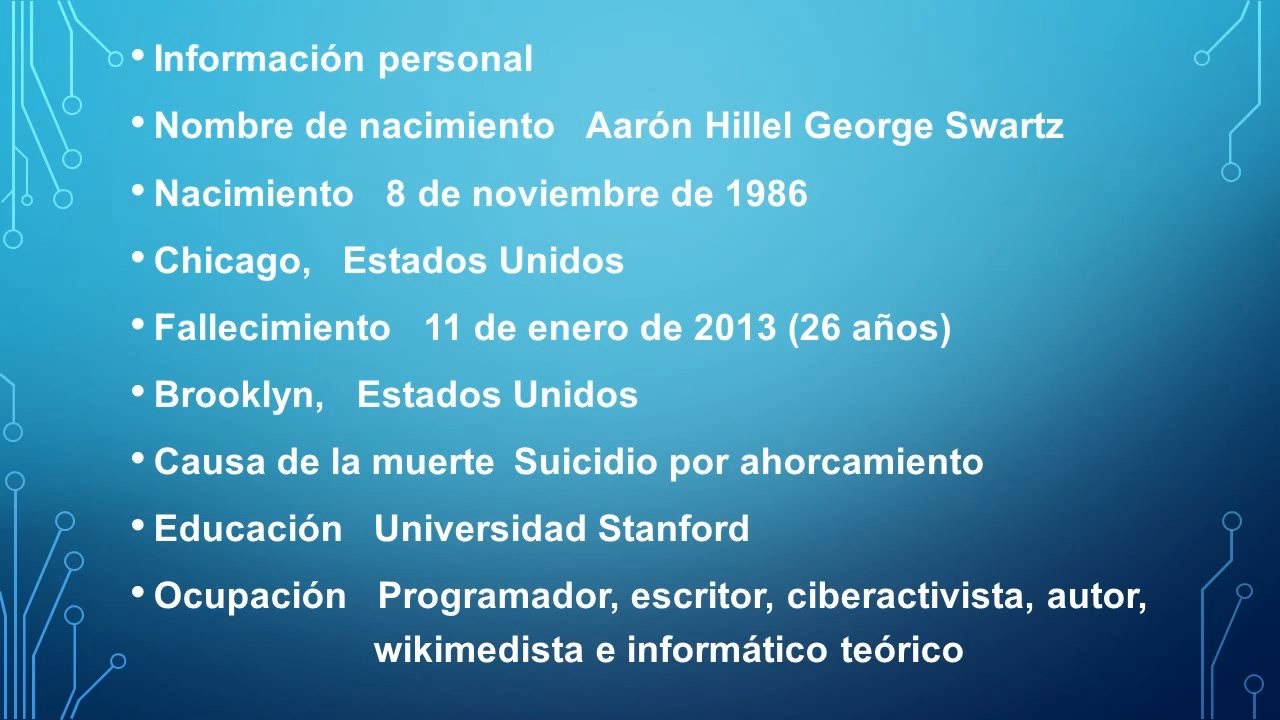 • Información personal
• Nombre de nacimiento Aarón Hillel George Swartz
• Nacimiento 8 de noviembre de 1986
• Chicago, Estados Unidos
• Fallecimiento 11 de enero de 2013 (26 años)
• Brooklyn, Estados Unidos
• Causa de la muerte Suicidio por ahorcamiento
• Educación Universidad Stanford
• Ocupación Programador, escritor, ciberactivista, autor,
wikimedista e informático teórico